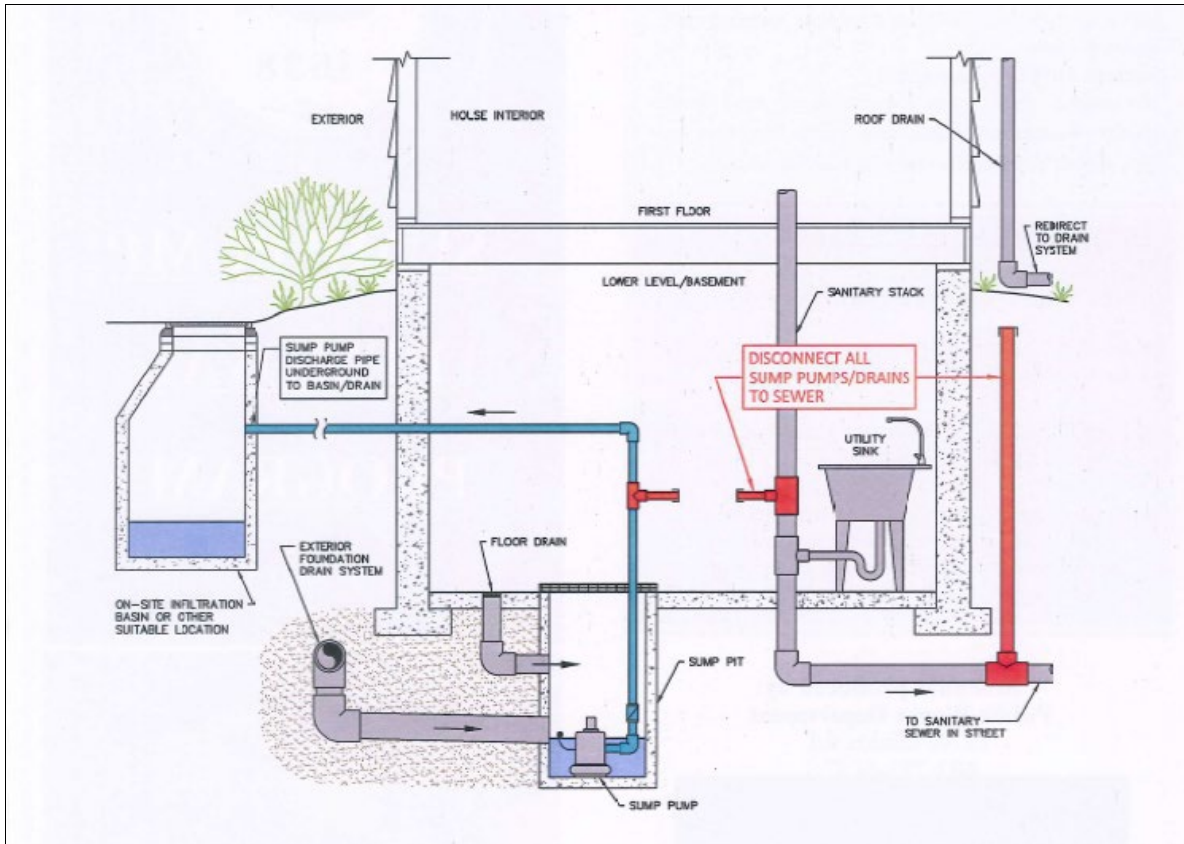 EXTERIOR
HOLSE INTERIOR
ROOF DRAIN
FIRST FLOOR
REDIRECT
TO DRAIN
SYSTEM
LOWER LEVEL/BASEMENT
SANITARY STACK
SUMP PUMP
DISCHARGE PIPE
UNDERGROUND
TO BASIN/DRAIN
DISCONNECT ALL
SUMP PUMPS/DRAINS
TO SEWER
UTILITY
SINK
FLOOR DRAIN
EXTERIOR
FOUNDATION
DRAIN SYSTEM
ON-SITE INFILTRATION
BASIN OR OTHER
SUITABLE LOCATION
SUMP PIT
TO SANITARY
SEWER IN STREET
SUMP PUMP